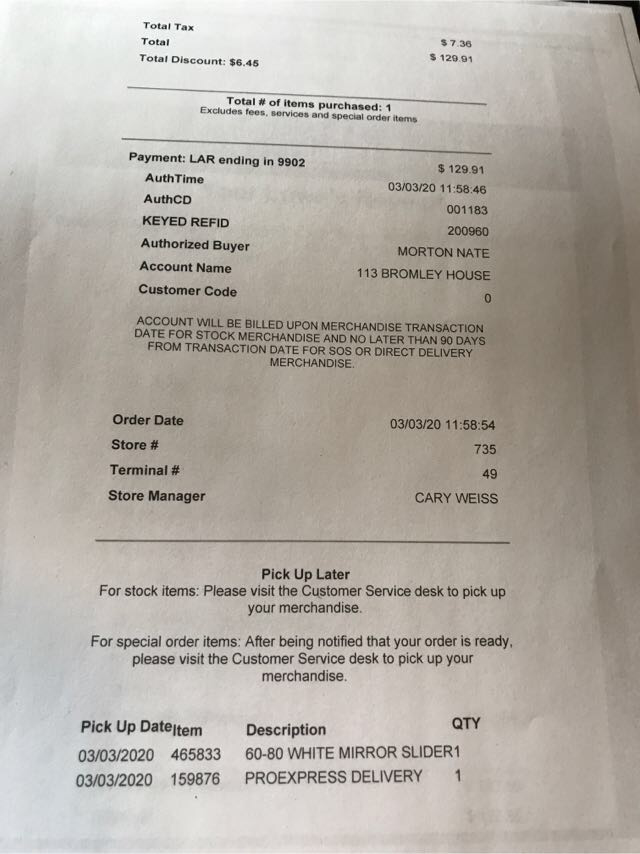 Total Tax $ 7.36
Total $ 129.91
Total Discount: $6.45
Total # of items purchased: 1
Excludes fees, services and special order items
Payment: LAR ending in 9902 $ 129.91
AuthTime 03/03/20 11:58:46
AuthCD 001183
KEYED REFID 200960
Authorized Buyer MORTON NATE
Account Name 113 BROMLEY HOUSE
Customer Code 0
ACCOUNT WILL BE BILLED UPON MERCHANDISE TRANSACTION
DATE FOR STOCK MERCHANDISE AND NO LATER THAN 90 DAYS
FROM TRANSACTION DATE FOR SOS OR DIRECT DELIVERY
MERCHANDISE.
Order Date 03/03/20 11:58:54
Store # 735
Terminal # 49
Store Manager CARY WEISS
Pick Up Later
For stock items: Please visit the Customer Service desk to pick up
your merchandise.
For special order items: After being notified that your order is ready,
please visit the Customer Service desk to pick up your
merchandise.
Pick Up Date Item Description QTY
03/03/2020 465833 60-80 WHITE MIRROR SLIDER 1
03/03/2020 159876 PROEXPRESS DELIVERY 1